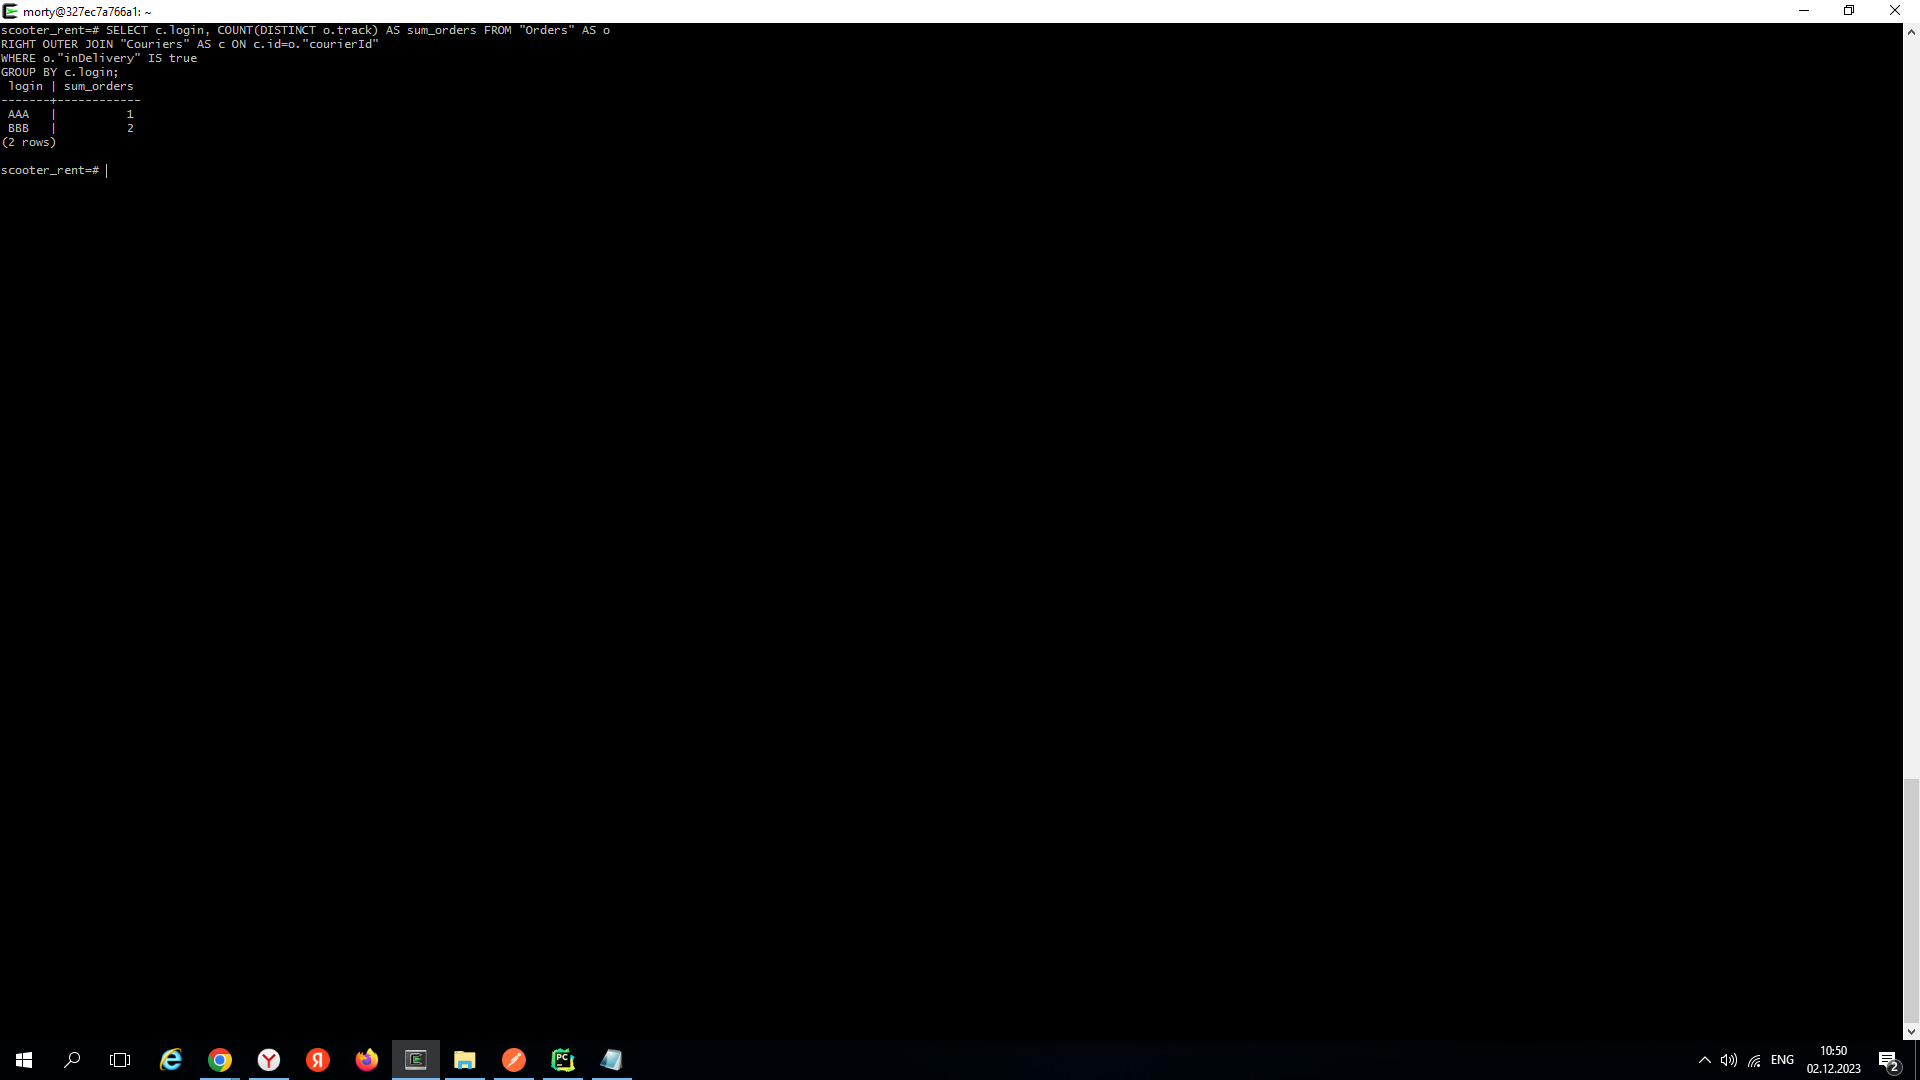 morty@327ec7a766a1: ~
scooter_rent=# SELECT c.login, COUNT(DISTINCT o.track) AS sum_orders FROM "Orders" AS o
RIGHT OUTER JOIN "Couriers" AS c ON c.id=o."courierId"
WHERE o."inDelivery" IS true
GROUP BY c.login;
 login | sum_orders
-------+------------
 AAA   |          1
 BBB   |          2
(2 rows)
scooter_rent=#
ENG
10:50
02.12.2023
2
Y
Я
PC